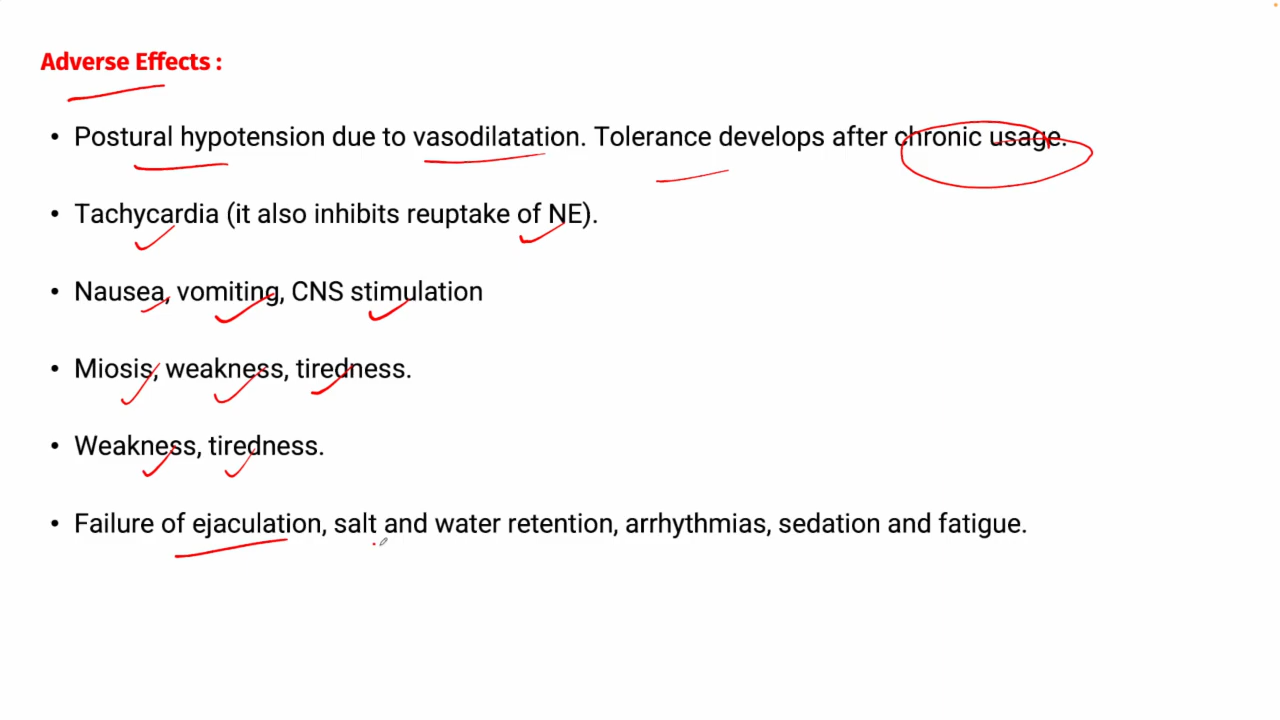 Adverse Effects :
• Postural hypotension due to vasodilatation. Tolerance develops after chronic usage.
• Tachycardia (it also inhibits reuptake of NE).
• Nausea, vomiting, CNS stimulation
• Miosis, weakness, tiredness.
• Weakness, tiredness.
• Failure of ejaculation, salt and water retention, arrhythmias, sedation and fatigue.